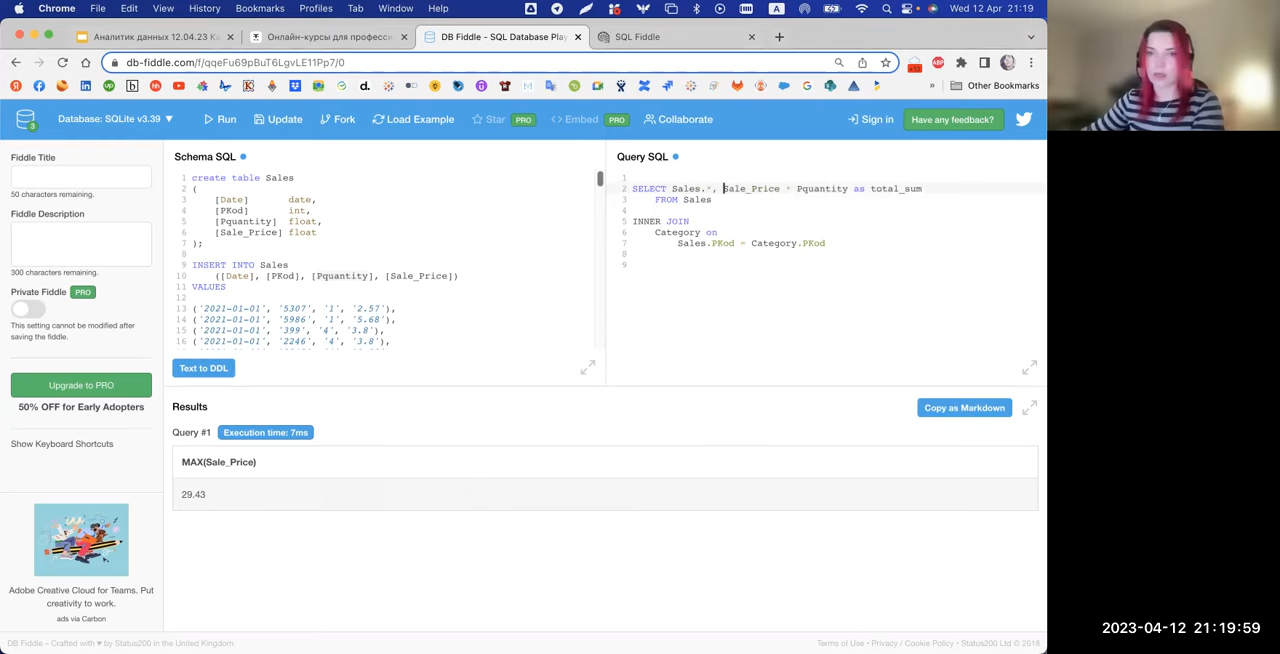 Chrome File Edit View History Bookmarks Profiles Tab Window Help Wed 12 Apr 21:19
Аналитик данных 12.04.23 Ка
Онлайн-курсы для професси
DB Fiddle - SQL Database Play
SQL Fiddle
db-fiddle.com/f/qqeFu69pBuT6LgvLE11Pp7/0
Other Bookmarks
Database: SQLite v3.39 Run Update Fork Load Example Star PRO Embed PRO Collaborate Sign in Have any feedback?
Fiddle Title
50 characters remaining.
Fiddle Description
300 characters remaining.
Private Fiddle PRO
This setting cannot be modified after
saving the fiddle.
Upgrade to PRO
50% OFF for Early Adopters
Show Keyboard Shortcuts
Adobe Creative Cloud for Teams. Put
creativity to work.
ads via Carbon
Schema SQL
1 create table Sales
2 (
3 [Date] date,
4 [PKod] int,
5 [Pquantity] float,
6 [Sale_Price] float
7 );
8
9 INSERT INTO Sales
10 ([Date], [PKod], [Pquantity], [Sale_Price])
11 VALUES
12
13 ('2021-01-01', '5307', '1', '2.57'),
14 ('2021-01-01', '5986', '1', '5.68'),
15 ('2021-01-01', '399', '4', '3.8'),
16 ('2021-01-01', '2246', '4', '3.8'),
Text to DDL
Query SQL
1
2 SELECT Sales.*, Sale_Price * Pquantity as total_sum
3 FROM Sales
4
5 INNER JOIN
6 Category on
7 Sales.PKod = Category.PKod
8
9
Results
Copy as Markdown
Query #1 Execution time: 7ms
MAX(Sale_Price)
29.43
DB Fiddle – Crafted with ♥ by Status200 in the United Kingdom.
Terms of Use • Privacy / Cookie Policy • Status200 Ltd © 2018
2023-04-12 21:19:59